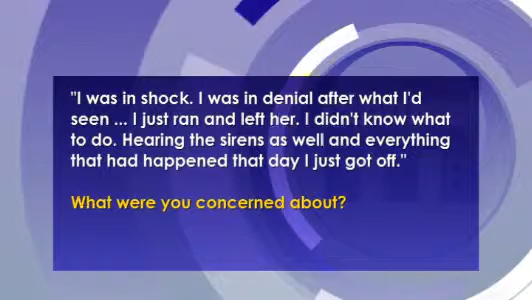 "I was in shock. I was in denial after what I'd
seen ... I just ran and left her. I didn't know what
to do. Hearing the sirens as well and everything
that had happened that day I just got off."
What were you concerned about?